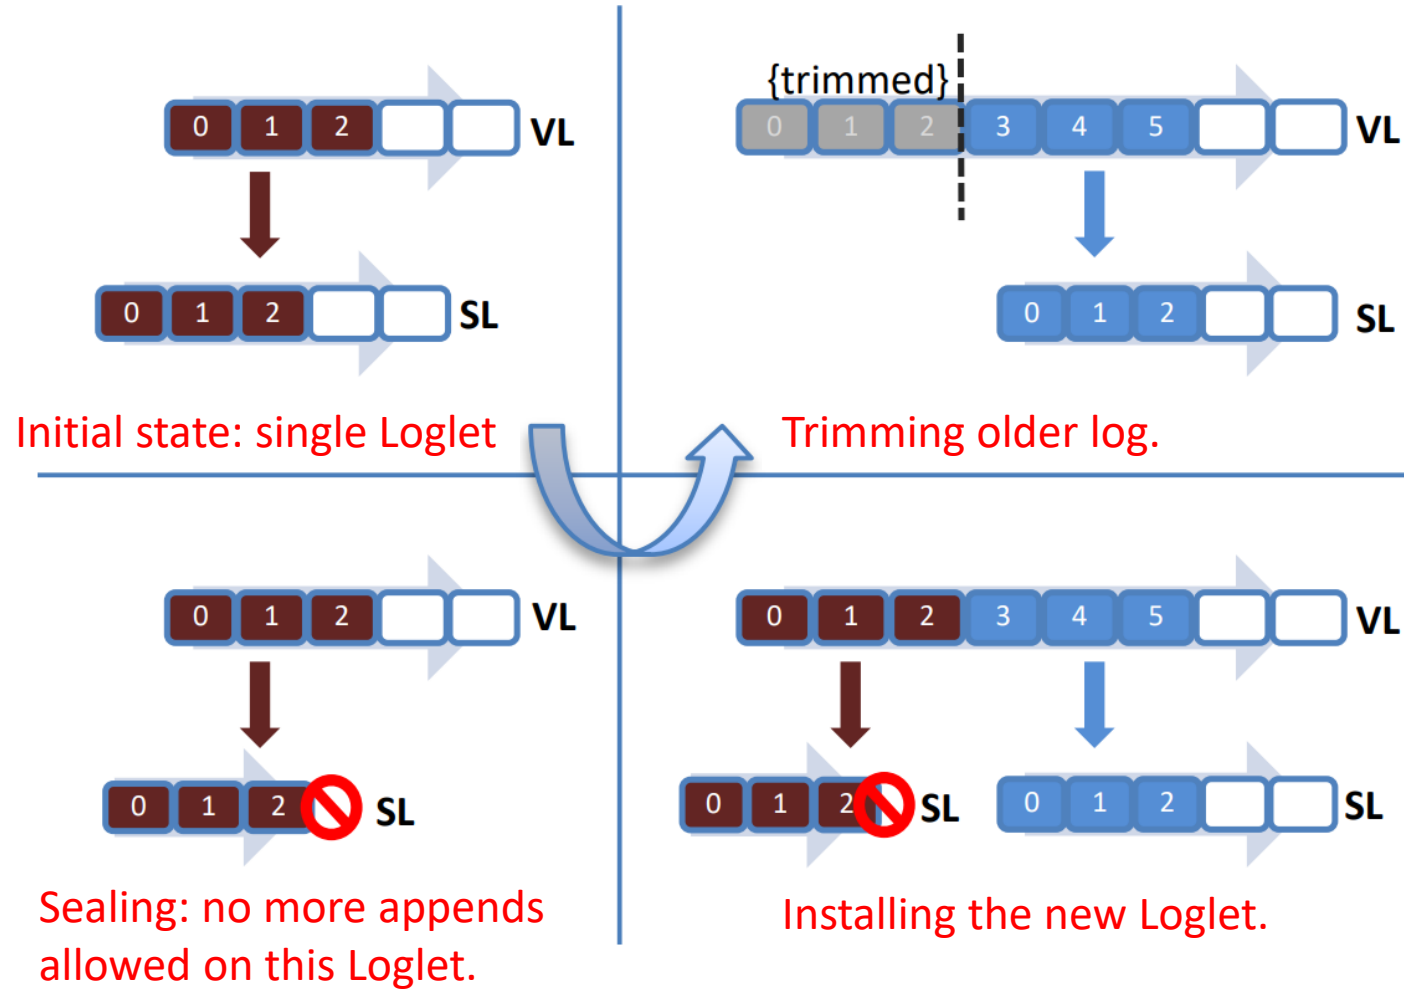 0 1 2 VL
0 1 2 SL
Initial state: single Loglet
{trimmed}
0 1 2 3 4 5 VL
0 1 2 SL
Trimming older log.
0 1 2 VL
0 1 2 SL
Sealing: no more appends
allowed on this Loglet.
0 1 2 3 4 5 VL
0 1 2 SL 0 1 2 SL
Installing the new Loglet.